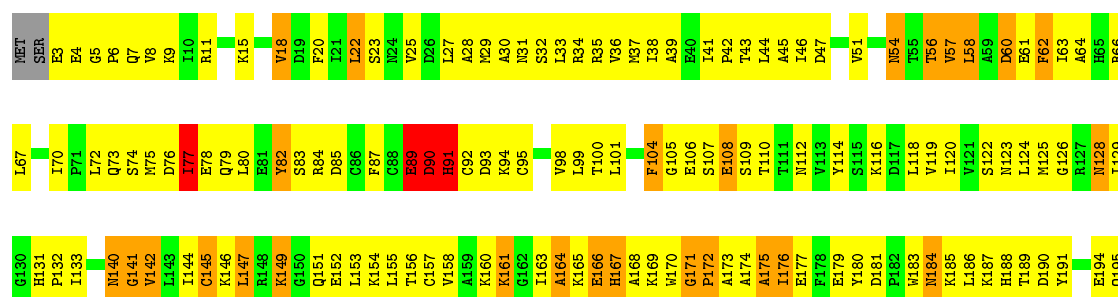 MET SER E3 E4 G5 P6 Q7 V8 K9 I10 R11 K15 V18 D19 F20 I21 L22 S23 N24 V25 D26 L27 A28 M29 A30 N31 S32 L33 R34 R35 V36 M37 I38 A39 E40 I41 P42 T43 L44 A45 I46 D47 V51 N54 T55 T56 V57 L58 A59 D60 E61 F62 I63 A64 H65 R66
L67 I70 P71 L72 Q73 S74 M75 D76 I77 E78 Q79 L80 E81 Y82 S83 R84 D85 C86 F87 C88 E89 D90 H91 C92 D93 K94 C95 V98 L99 T100 L101 F104 G105 E106 S107 E108 S109 T110 T111 N112 V113 Y114 S115 K116 D117 L118 V119 I120 V121 S122 N123 L124 M125 G126 R127 N128 I129
G130 H131 P132 I133 N140 G141 V142 L143 I144 C145 K146 L147 R148 K149 G150 Q151 E152 L153 K154 L155 T156 C157 V158 A159 K160 K161 G162 I163 A164 K165 E166 H167 A168 K169 W170 G171 P172 A173 A174 A175 I176 E177 F178 E179 Y180 D181 P182 W183 N184 K185 L186 K187 H188 T189 D190 Y191 E194